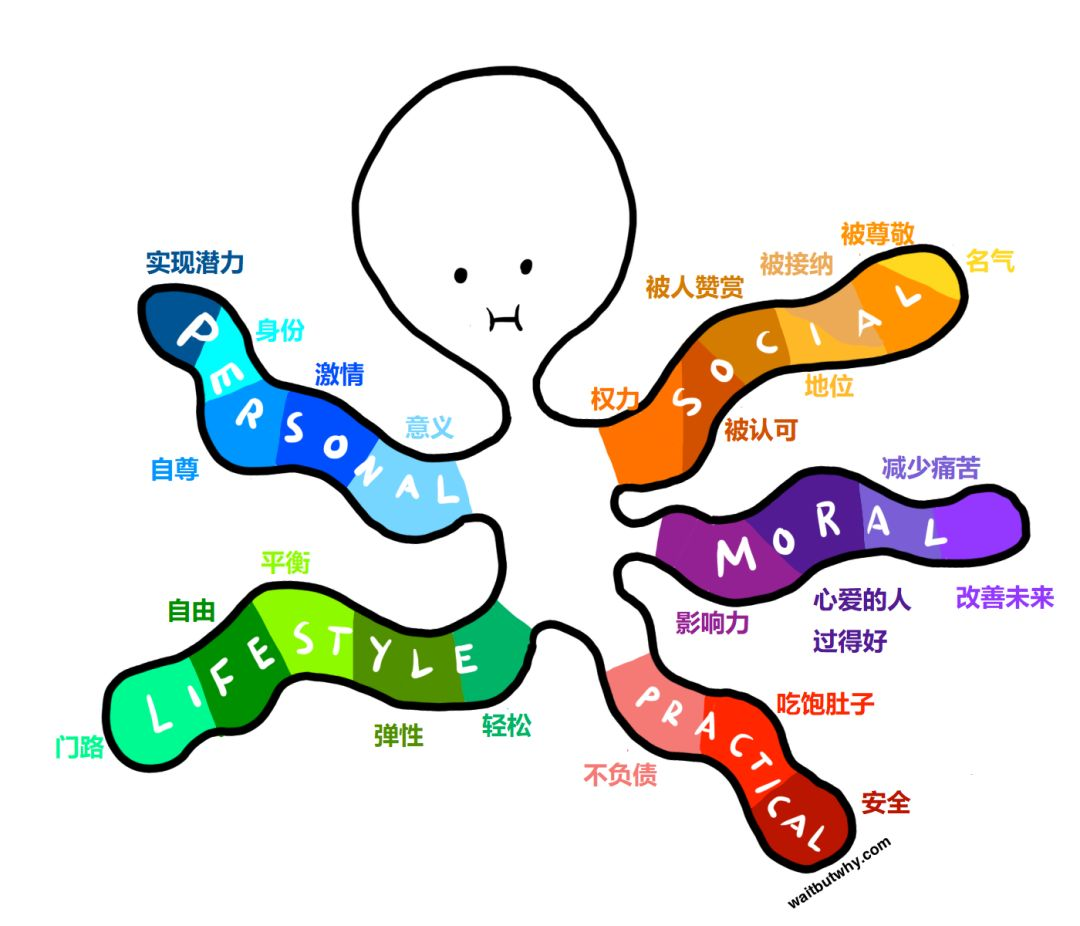 实现潜力
身份
激情
意义
自尊
PERSONAL
被尊敬
名气
被接纳
被人赞赏
地位
权力
被认可
SOCIAL
减少痛苦
MORAL
影响力
心爱的人
过得好
改善未来
平衡
自由
LIFESTYLE
门路
弹性
轻松
吃饱肚子
PRACTICAL
不负债
安全
waitbutwhy.com